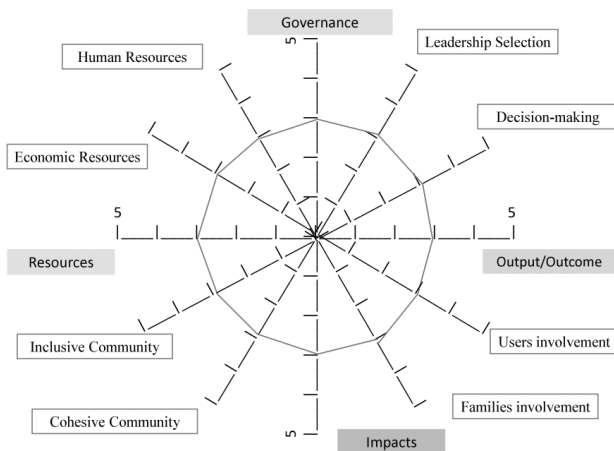 Governance
5
Leadership Selection
Human Resources
Decision-making
Economic Resources
5
5
Resources
Output/Outcome
Users involvement
Inclusive Community
Families involvement
Cohesive Community
5
Impacts